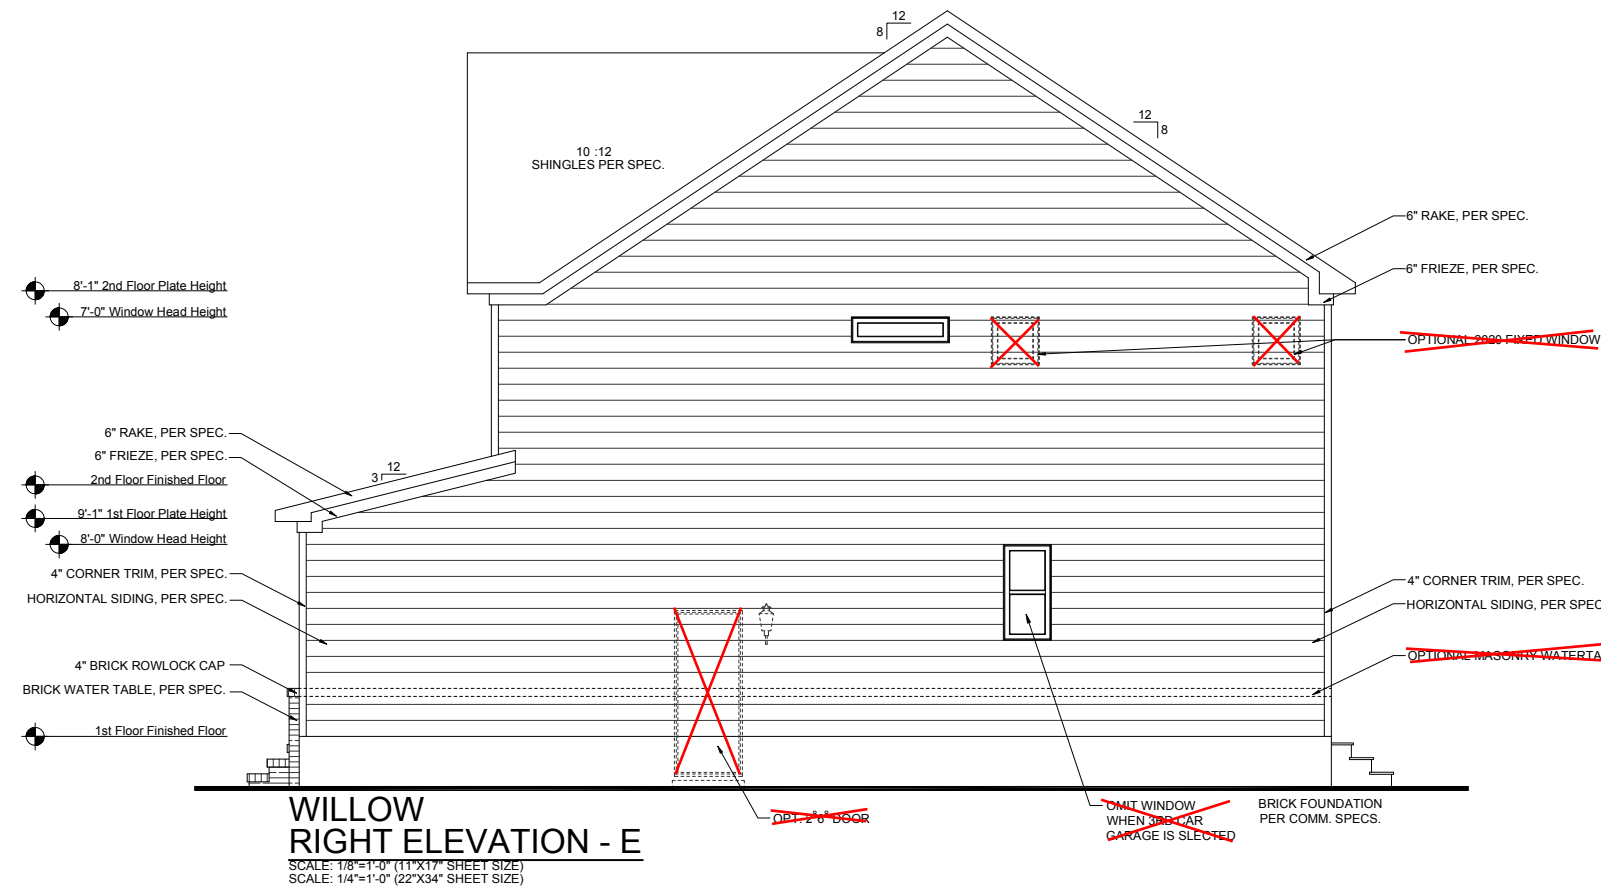 12
8
12
8
10 :12
SHINGLES PER SPEC.
6" RAKE, PER SPEC.
6" FRIEZE, PER SPEC.
8'-1" 2nd Floor Plate Height
7'-0" Window Head Height
OPTIONAL 2020 FIXED WINDOW
6" RAKE, PER SPEC.
6" FRIEZE, PER SPEC.
12
3
2nd Floor Finished Floor
9'-1" 1st Floor Plate Height
8'-0" Window Head Height
4" CORNER TRIM, PER SPEC.
HORIZONTAL SIDING, PER SPEC.
4" CORNER TRIM, PER SPEC.
HORIZONTAL SIDING, PER SPEC
OPTIONAL MASONRY WATERTA
4" BRICK ROWLOCK CAP
BRICK WATER TABLE, PER SPEC.
1st Floor Finished Floor
OPT. 2'8" DOOR
OMIT WINDOW
WHEN 3RD CAR
GARAGE IS SLECTED
BRICK FOUNDATION
PER COMM. SPECS.
WILLOW
RIGHT ELEVATION - E
SCALE: 1/8"=1'-0" (11"X17" SHEET SIZE)
SCALE: 1/4"=1'-0" (22"X34" SHEET SIZE)